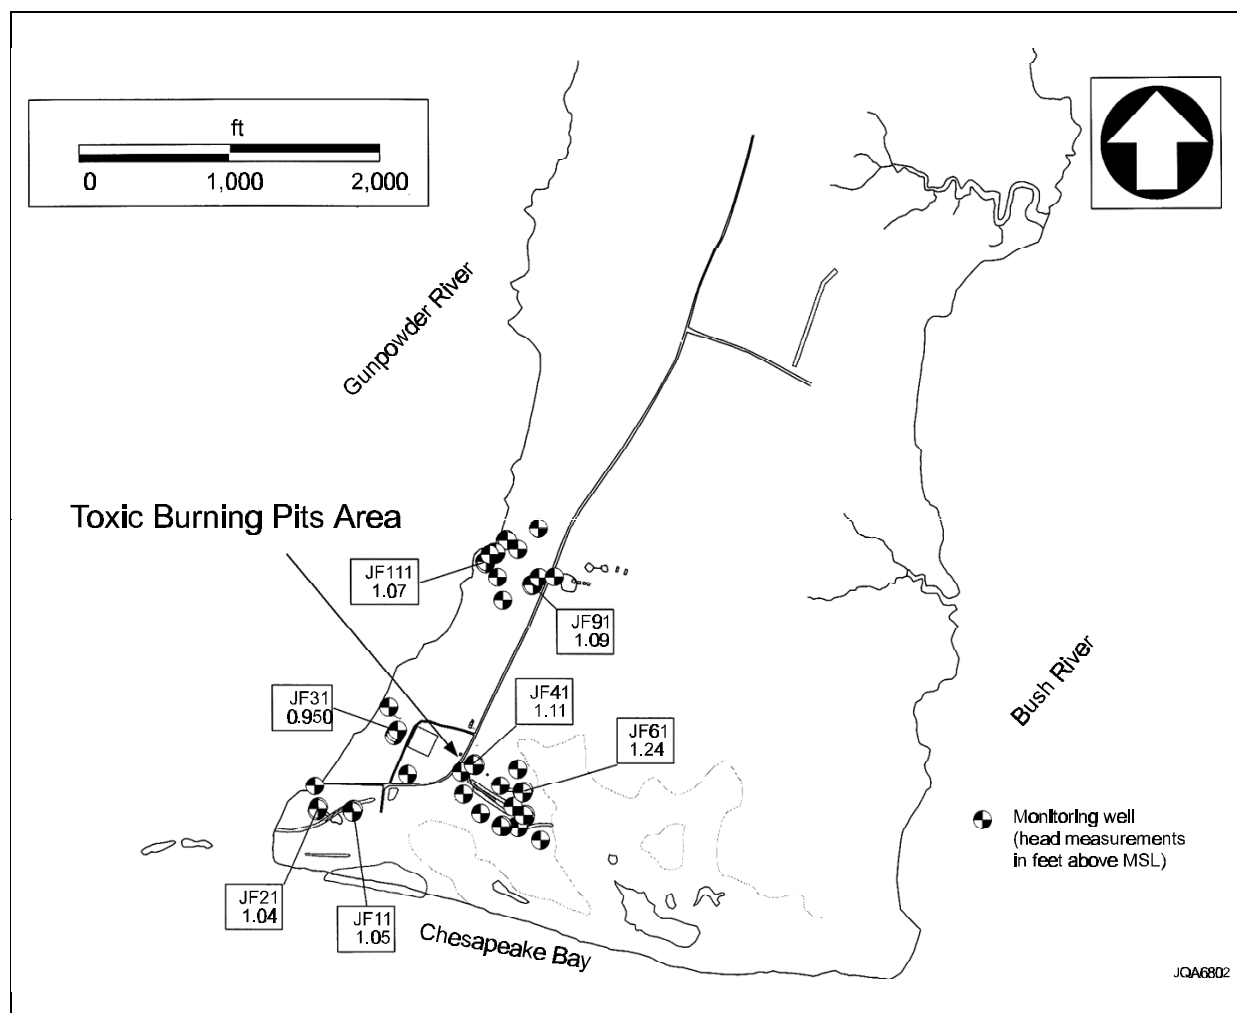 ft
0 1,000 2,000
Gunpowder River
Toxic Burning Pits Area
JF111
1.07
JF91
1.09
JF31
0.950
JF41
1.11
JF61
1.24
Bush River
Monitoring well
(head measurements
in feet above MSL)
JF21
1.04
JF11
1.05
Chesapeake Bay
JQA6802